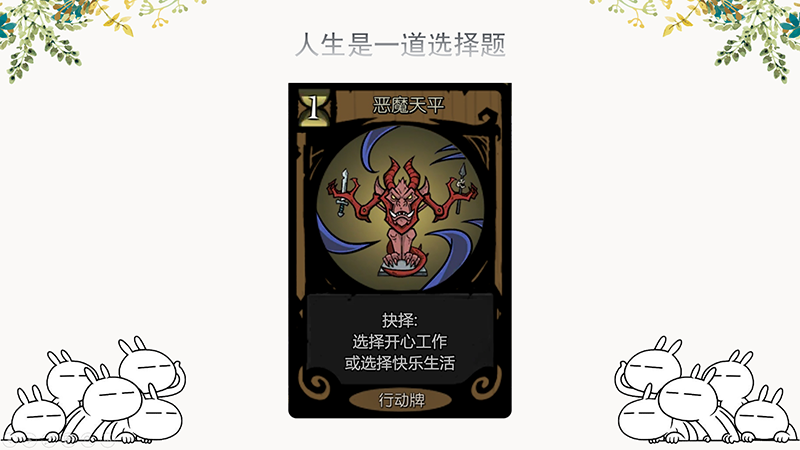 人生是一道选择题
1
恶魔天平
抉择:
选择开心工作
或选择快乐生活
行动牌